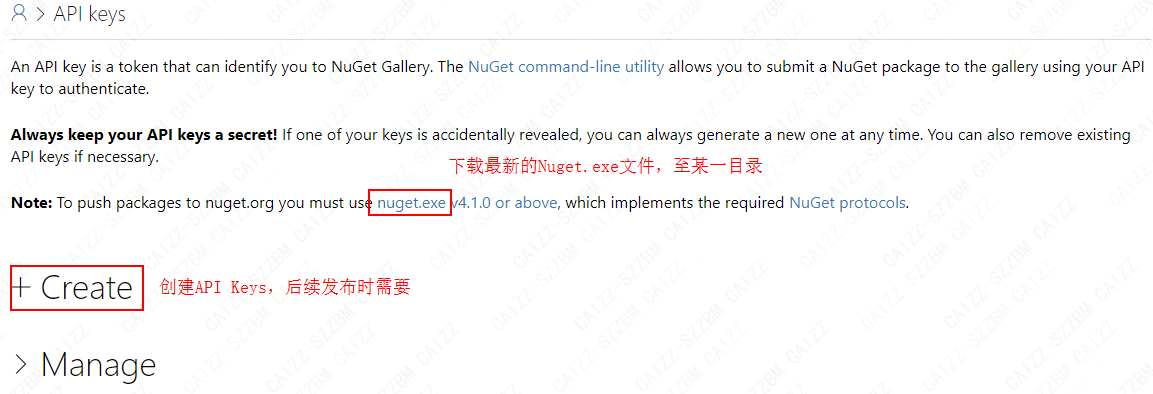 API keys
An API key is a token that can identify you to NuGet Gallery. The NuGet command-line utility allows you to submit a NuGet package to the gallery using your API
key to authenticate.
Always keep your API keys a secret! If one of your keys is accidentally revealed, you can always generate a new one at any time. You can also remove existing
API keys if necessary.
下载最新的Nuget.exe文件，至某一目录
Note: To push packages to nuget.org you must use nuget.exe v4.1.0 or above, which implements the required NuGet protocols.
+ Create 创建API Keys，后续发布时需要
Manage